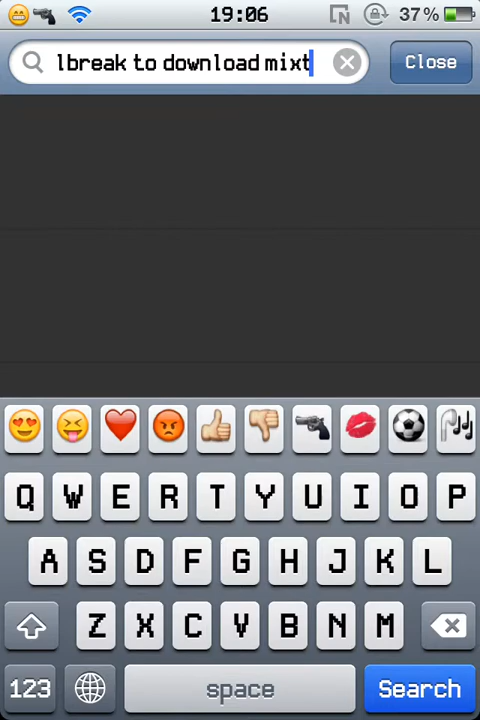 19:06
37%
lbreak to download mixt
Close
Q W E R T Y U I O P
A S D F G H J K L
Z X C V B N M
123
space
Search